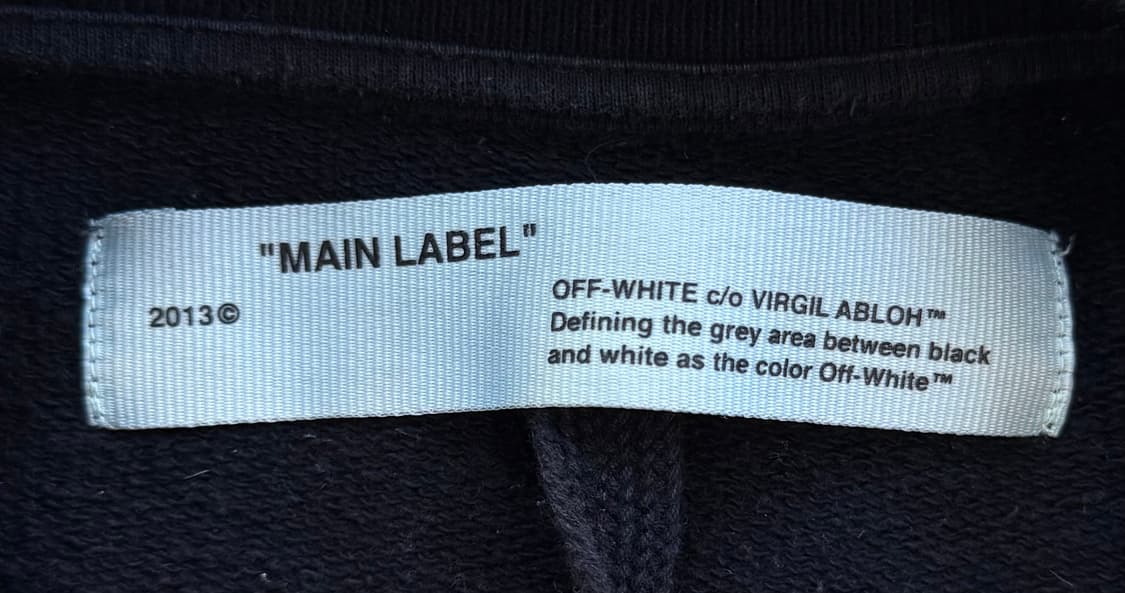 "MAIN LABEL"
2013©
OFF-WHITE c/o VIRGIL ABLOH™
Defining the grey area between black
and white as the color Off-White™